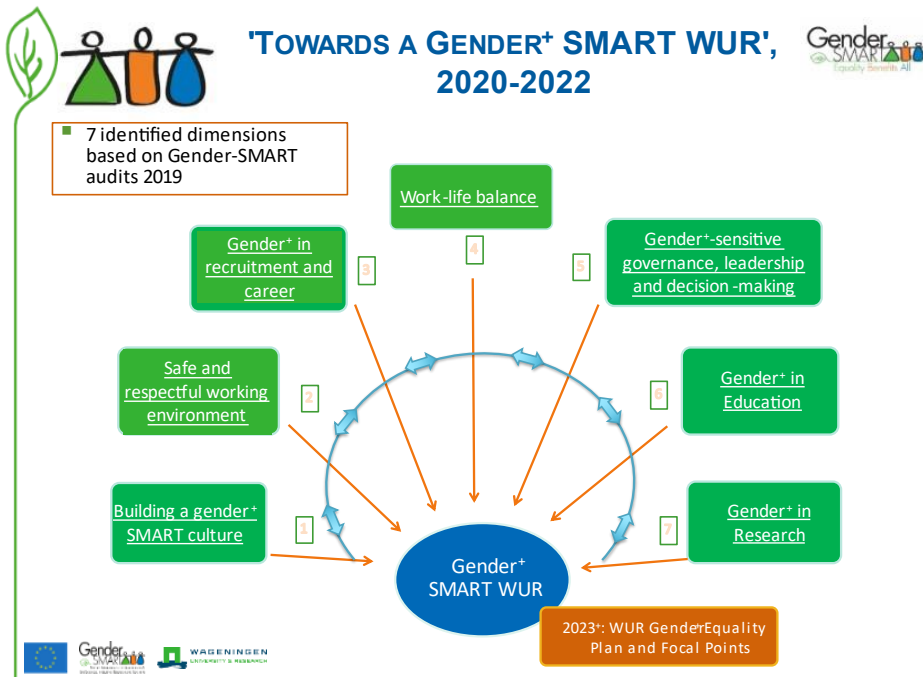 'TOWARDS A GENDER⁺ SMART WUR',
2020-2022
Gender
SMART
Equality Benefits All
7 identified dimensions
based on Gender-SMART
audits 2019
Work-life balance
4
Gender⁺ in
recruitment and
career
3
Gender⁺-sensitive
governance, leadership
and decision-making
5
Safe and
respectful working
environment
2
Gender⁺ in
Education
6
Building a gender⁺
SMART culture
1
Gender⁺ in
Research
7
Gender⁺
SMART WUR
2023⁺: WUR Gender⁺Equality
Plan and Focal Points
Gender
SMART
WAGENINGEN
UNIVERSITY & RESEARCH